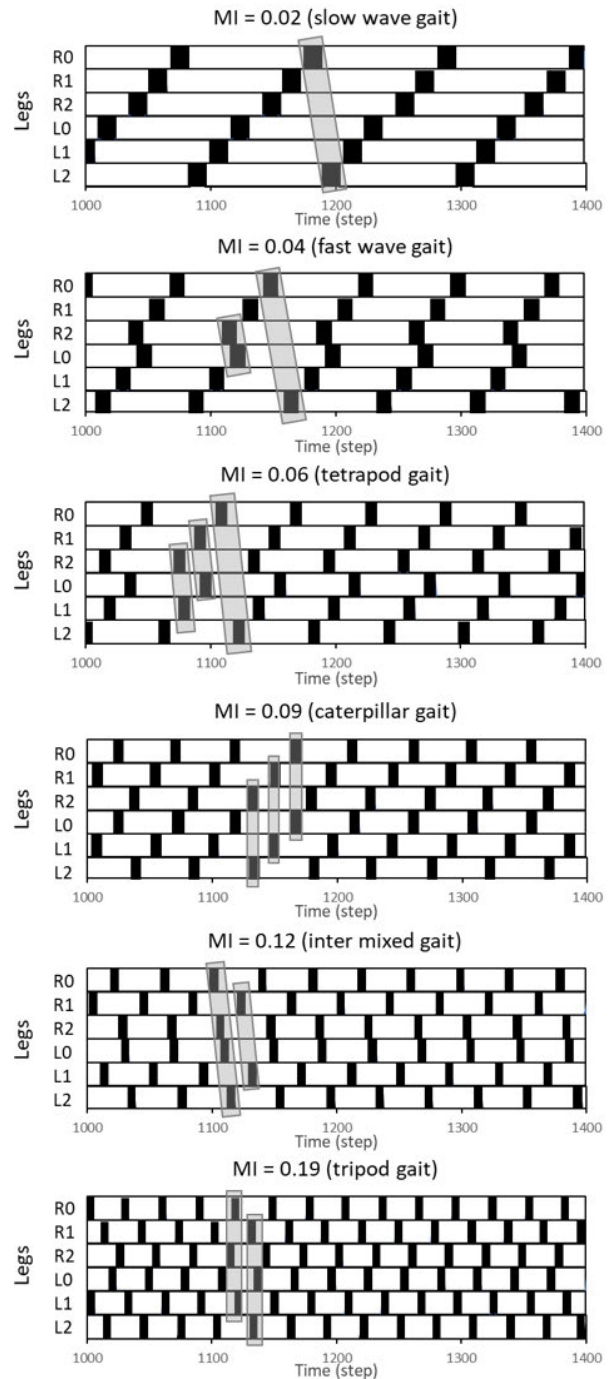 MI = 0.02 (slow wave gait)
Legs
R0
R1
R2
L0
L1
L2
1000 1100 1200 1300 1400
Time (step)
MI = 0.04 (fast wave gait)
Legs
R0
R1
R2
L0
L1
L2
1000 1100 1200 1300 1400
Time (step)
MI = 0.06 (tetrapod gait)
Legs
R0
R1
R2
L0
L1
L2
1000 1100 1200 1300 1400
Time (step)
MI = 0.09 (caterpillar gait)
Legs
R0
R1
R2
L0
L1
L2
1000 1100 1200 1300 1400
Time (step)
MI = 0.12 (inter mixed gait)
Legs
R0
R1
R2
L0
L1
L2
1000 1100 1200 1300 1400
Time (step)
MI = 0.19 (tripod gait)
Legs
R0
R1
R2
L0
L1
L2
1000 1100 1200 1300 1400
Time (step)